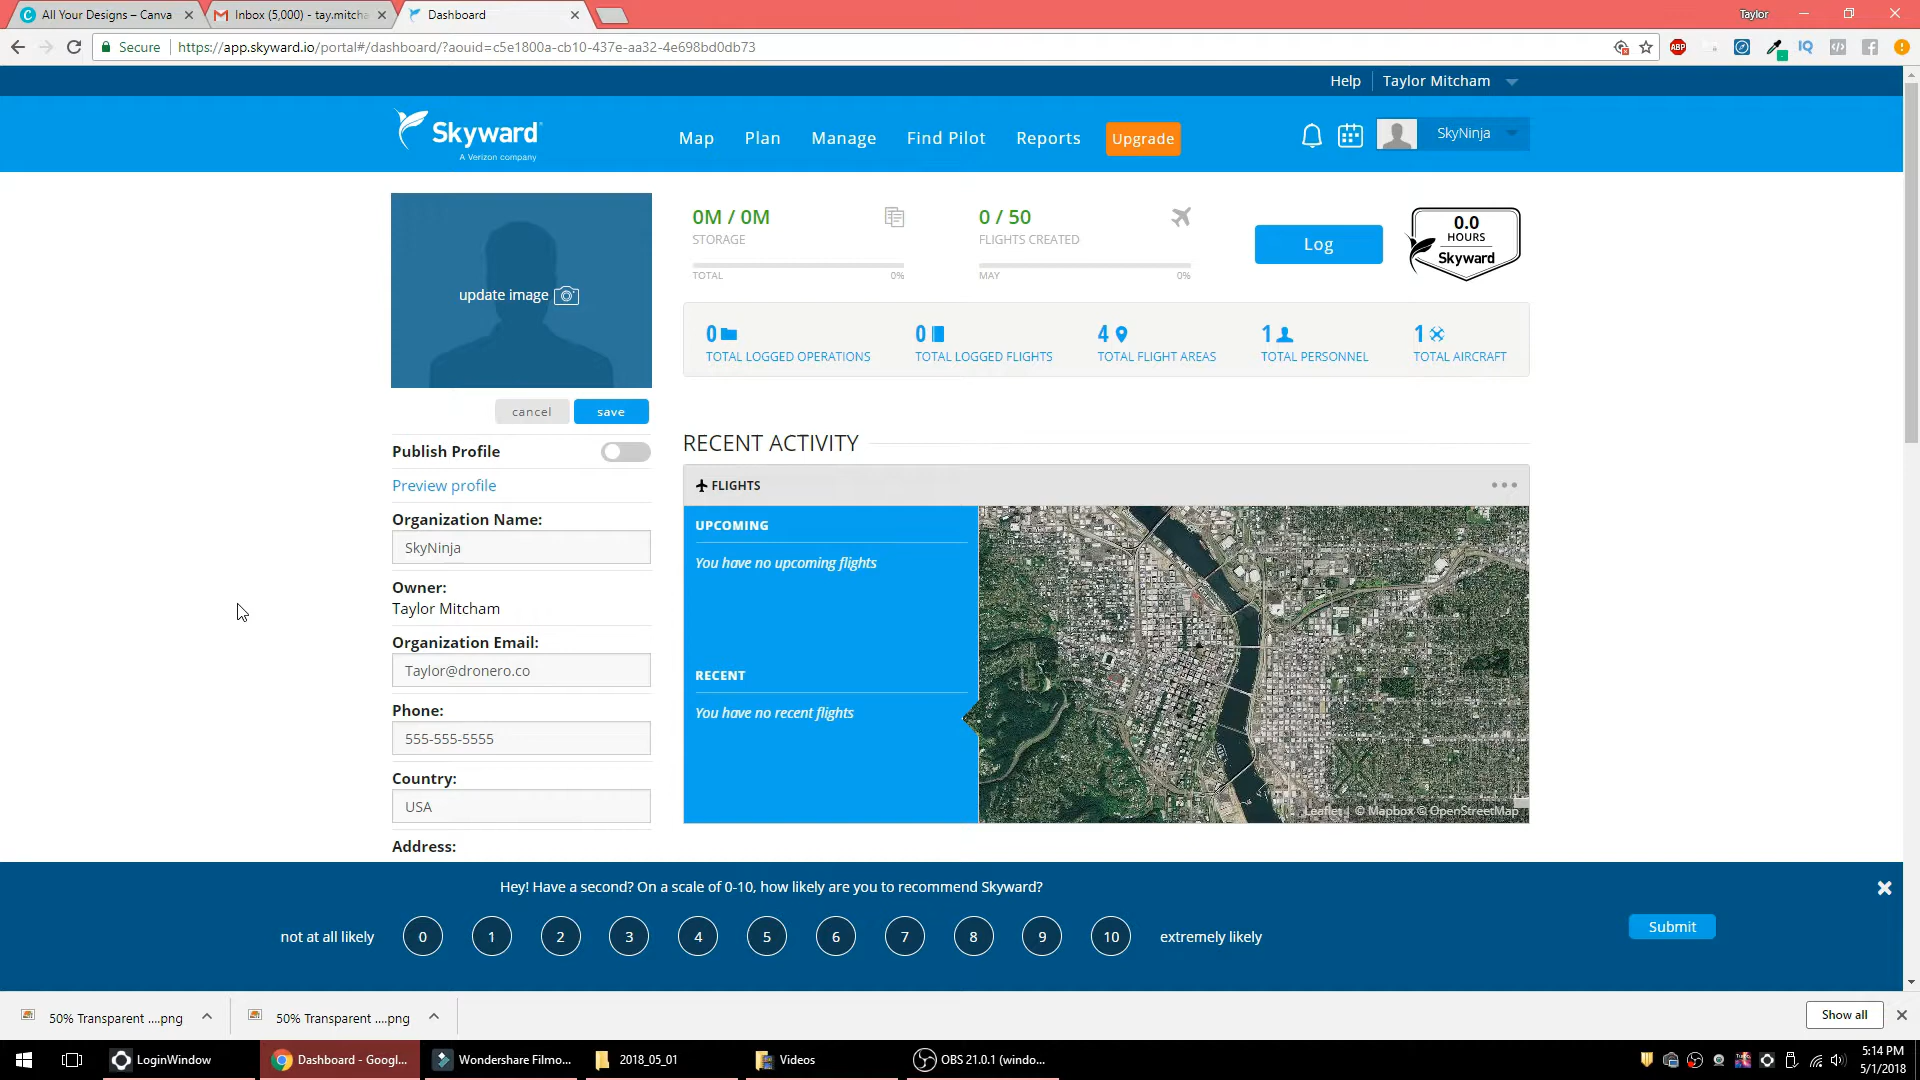 All Your Designs – Canva
Inbox (5,000) - tay.mitcha
Dashboard
Taylor
Secure
https://app.skyward.io/portal#/dashboard/?aouid=c5e1800a-cb10-437e-aa32-4e698bd0db73
ABP
IQ
Help
Taylor Mitcham
Skyward
A Verizon company
Map
Plan
Manage
Find Pilot
Reports
Upgrade
SkyNinja
update image
cancel
save
Publish Profile
Preview profile
Organization Name:
SkyNinja
Owner:
Taylor Mitcham
Organization Email:
Taylor@dronero.co
Phone:
555-555-5555
Country:
USA
Address:
0M / 0M
STORAGE
TOTAL 0%
0 / 50
FLIGHTS CREATED
MAY 0%
Log
0.0
HOURS
Skyward
0
TOTAL LOGGED OPERATIONS
0
TOTAL LOGGED FLIGHTS
4
TOTAL FLIGHT AREAS
1
TOTAL PERSONNEL
1
TOTAL AIRCRAFT
RECENT ACTIVITY
FLIGHTS
UPCOMING
You have no upcoming flights
RECENT
You have no recent flights
Leaflet | © Mapbox © OpenStreetMap
Hey! Have a second? On a scale of 0-10, how likely are you to recommend Skyward?
not at all likely 0 1 2 3 4 5 6 7 8 9 10 extremely likely
Submit
50% Transparent ....png
50% Transparent ....png
Show all
LoginWindow
Dashboard - Googl...
Wondershare Filmo...
2018_05_01
Videos
OBS 21.0.1 (windo...
5:14 PM
5/1/2018